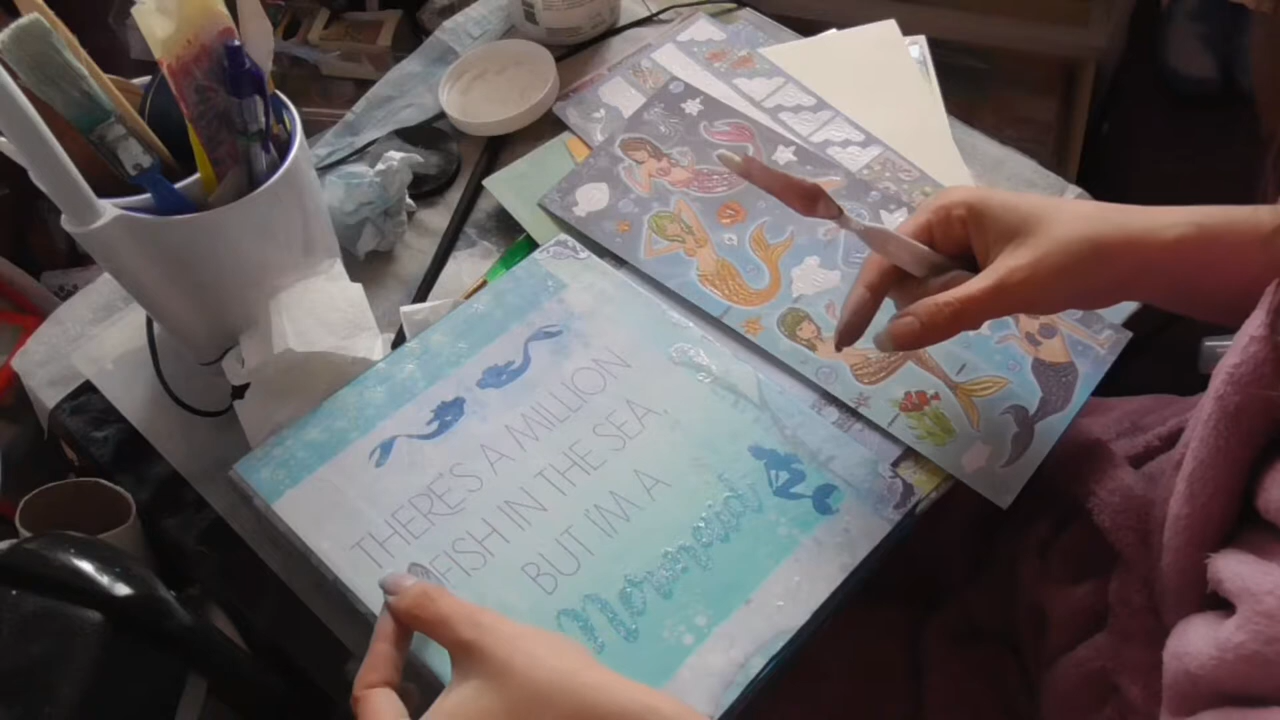 THERE'S A MILLION
FISH IN THE SEA,
BUT I'M A
Mermaid